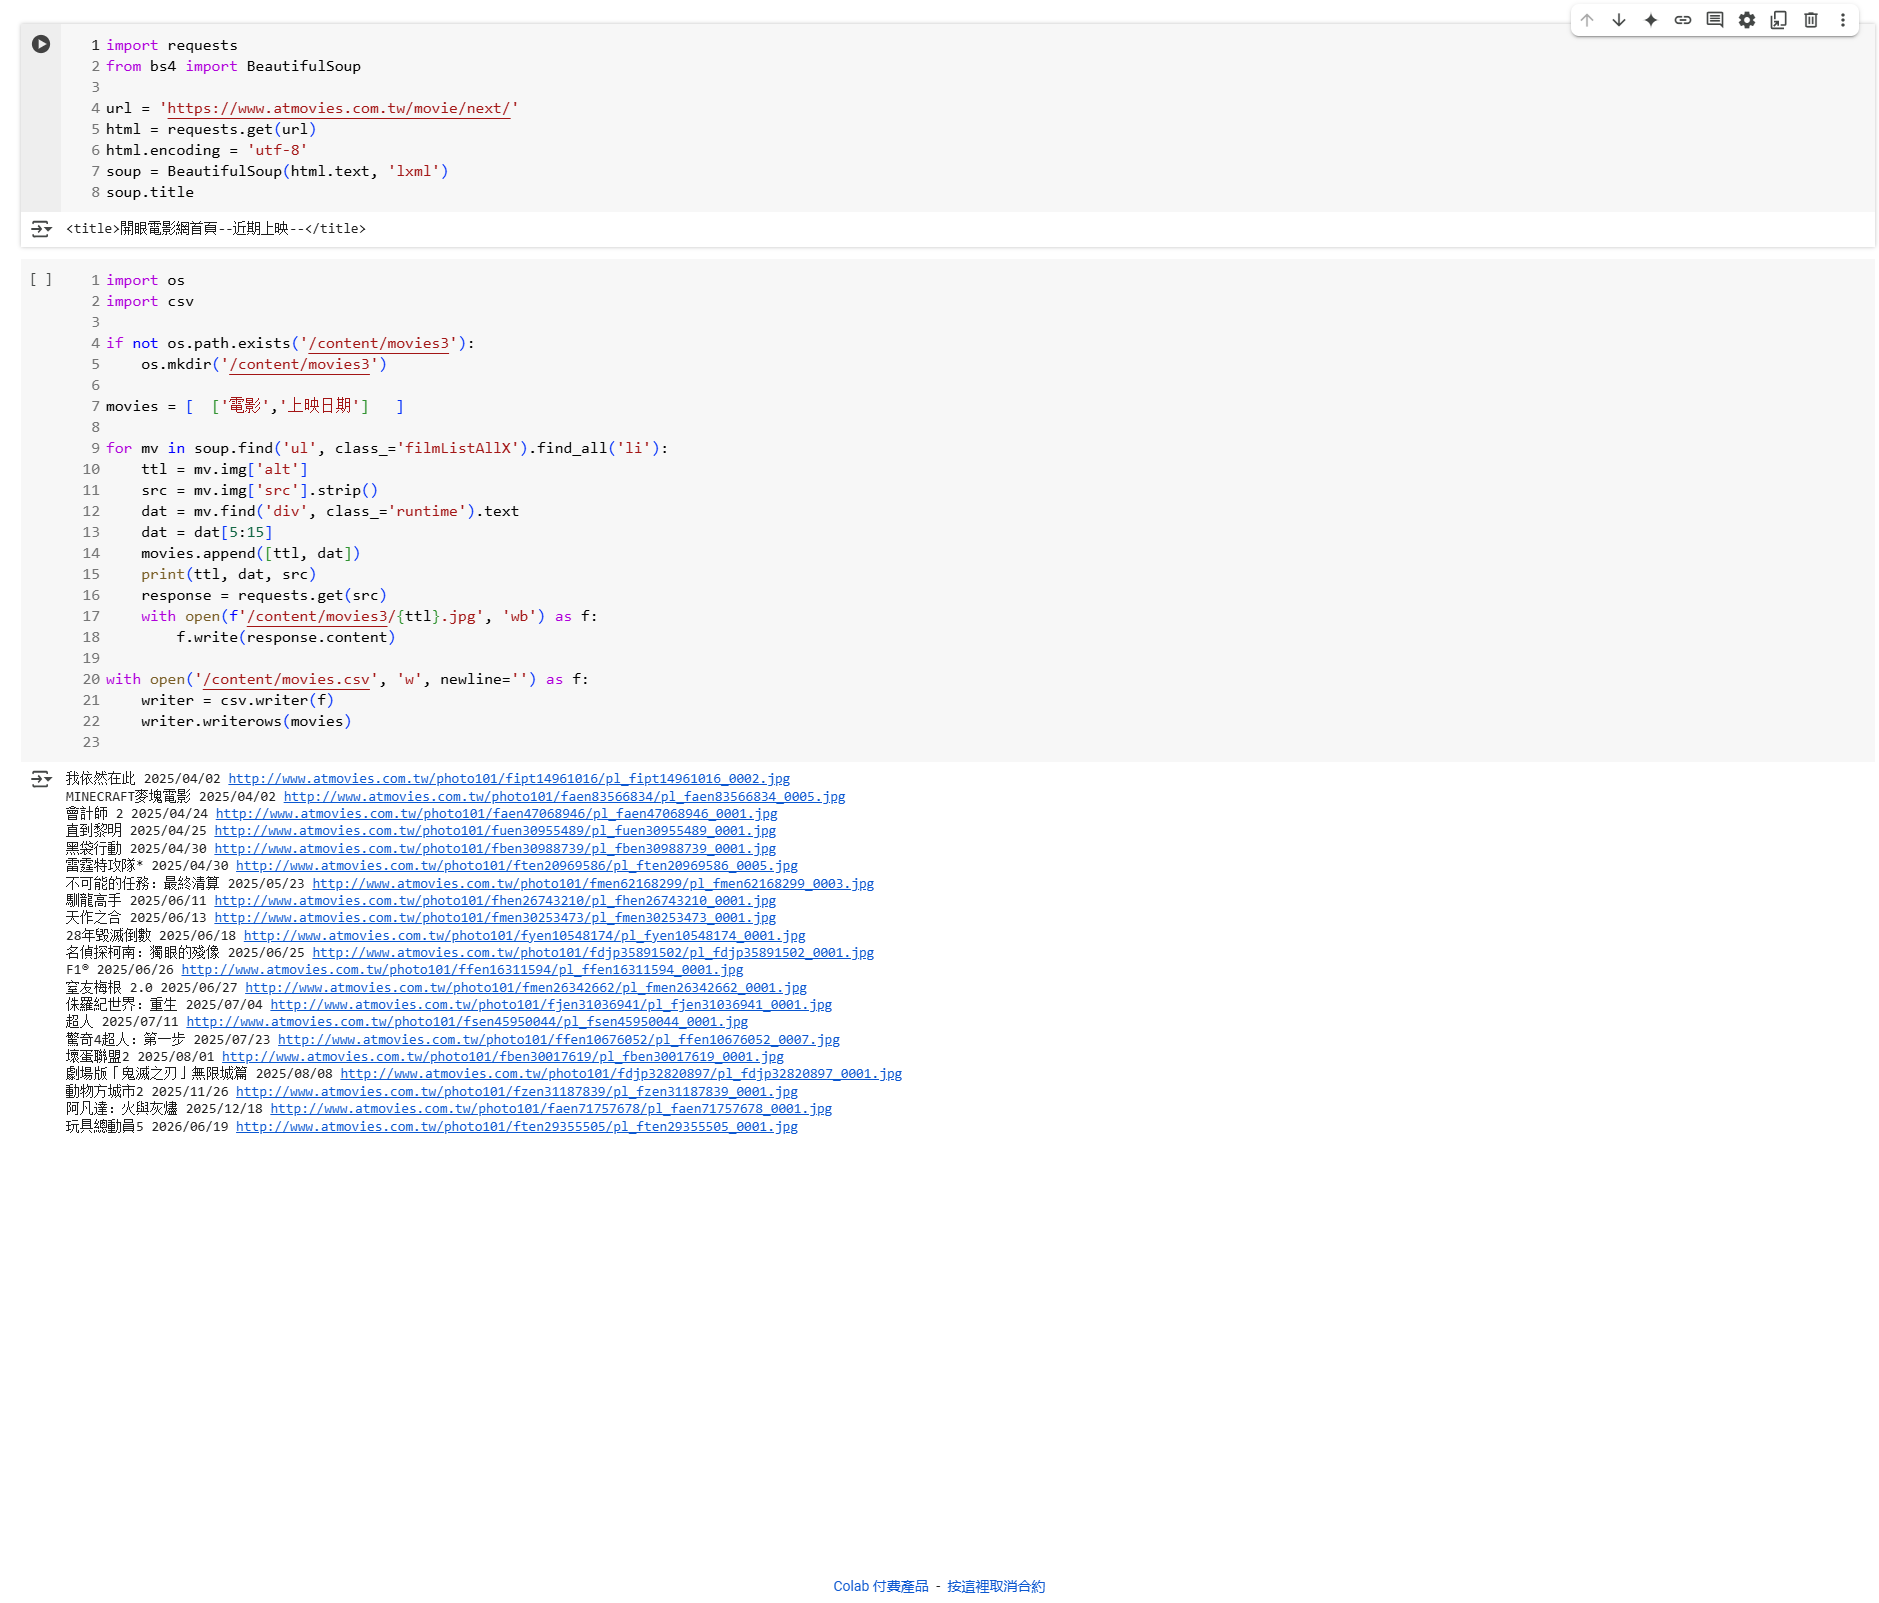 1 import requests
2 from bs4 import BeautifulSoup
3
4 url = 'https://www.atmovies.com.tw/movie/next/'
5 html = requests.get(url)
6 html.encoding = 'utf-8'
7 soup = BeautifulSoup(html.text, 'lxml')
8 soup.title
<title>開眼電影網首頁--近期上映--</title>
[ ]
1 import os
2 import csv
3
4 if not os.path.exists('/content/movies3'):
5     os.mkdir('/content/movies3')
6
7 movies = [  ['電影','上映日期']   ]
8
9 for mv in soup.find('ul', class_='filmListAllX').find_all('li'):
10     ttl = mv.img['alt']
11     src = mv.img['src'].strip()
12     dat = mv.find('div', class_='runtime').text
13     dat = dat[5:15]
14     movies.append([ttl, dat])
15     print(ttl, dat, src)
16     response = requests.get(src)
17     with open(f'/content/movies3/{ttl}.jpg', 'wb') as f:
18         f.write(response.content)
19
20 with open('/content/movies.csv', 'w', newline='') as f:
21     writer = csv.writer(f)
22     writer.writerows(movies)
23
我依然在此 2025/04/02 http://www.atmovies.com.tw/photo101/fipt14961016/pl_fipt14961016_0002.jpg
MINECRAFT麥塊電影 2025/04/02 http://www.atmovies.com.tw/photo101/faen83566834/pl_faen83566834_0005.jpg
會計師 2 2025/04/24 http://www.atmovies.com.tw/photo101/faen47068946/pl_faen47068946_0001.jpg
直到黎明 2025/04/25 http://www.atmovies.com.tw/photo101/fuen30955489/pl_fuen30955489_0001.jpg
黑袋行動 2025/04/30 http://www.atmovies.com.tw/photo101/fben30988739/pl_fben30988739_0001.jpg
雷霆特攻隊* 2025/04/30 http://www.atmovies.com.tw/photo101/ften20969586/pl_ften20969586_0005.jpg
不可能的任務：最終清算 2025/05/23 http://www.atmovies.com.tw/photo101/fmen62168299/pl_fmen62168299_0003.jpg
馴龍高手 2025/06/11 http://www.atmovies.com.tw/photo101/fhen26743210/pl_fhen26743210_0001.jpg
天作之合 2025/06/13 http://www.atmovies.com.tw/photo101/fmen30253473/pl_fmen30253473_0001.jpg
28年毀滅倒數 2025/06/18 http://www.atmovies.com.tw/photo101/fyen10548174/pl_fyen10548174_0001.jpg
名偵探柯南：獨眼的殘像 2025/06/25 http://www.atmovies.com.tw/photo101/fdjp35891502/pl_fdjp35891502_0001.jpg
F1® 2025/06/26 http://www.atmovies.com.tw/photo101/ffen16311594/pl_ffen16311594_0001.jpg
窒友梅根 2.0 2025/06/27 http://www.atmovies.com.tw/photo101/fmen26342662/pl_fmen26342662_0001.jpg
侏羅紀世界：重生 2025/07/04 http://www.atmovies.com.tw/photo101/fjen31036941/pl_fjen31036941_0001.jpg
超人 2025/07/11 http://www.atmovies.com.tw/photo101/fsen45950044/pl_fsen45950044_0001.jpg
驚奇4超人：第一步 2025/07/23 http://www.atmovies.com.tw/photo101/ffen10676052/pl_ffen10676052_0007.jpg
壞蛋聯盟2 2025/08/01 http://www.atmovies.com.tw/photo101/fben30017619/pl_fben30017619_0001.jpg
劇場版「鬼滅之刃」無限城篇 2025/08/08 http://www.atmovies.com.tw/photo101/fdjp32820897/pl_fdjp32820897_0001.jpg
動物方城市2 2025/11/26 http://www.atmovies.com.tw/photo101/fzen31187839/pl_fzen31187839_0001.jpg
阿凡達：火與灰燼 2025/12/18 http://www.atmovies.com.tw/photo101/faen71757678/pl_faen71757678_0001.jpg
玩具總動員5 2026/06/19 http://www.atmovies.com.tw/photo101/ften29355505/pl_ften29355505_0001.jpg
Colab 付費產品 - 按這裡取消合約